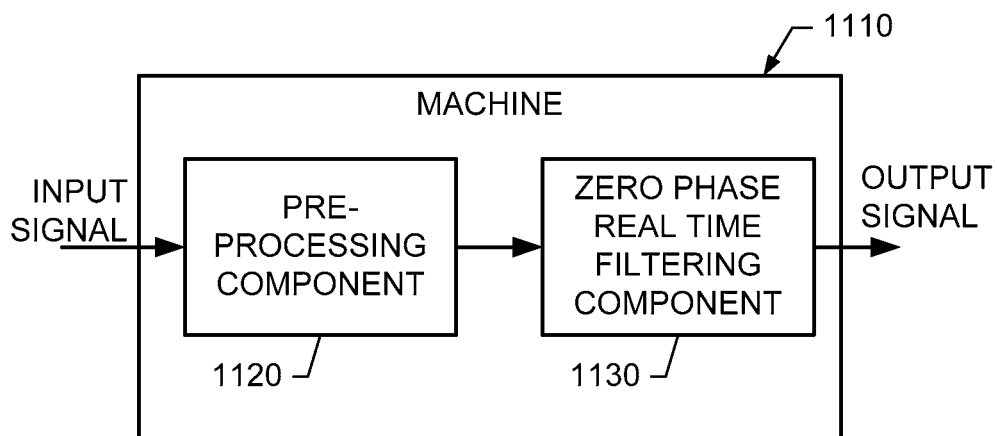 1110
MACHINE
INPUT
SIGNAL
PRE-
PROCESSING
COMPONENT
ZERO PHASE
REAL TIME
FILTERING
COMPONENT
OUTPUT
SIGNAL
1120
1130